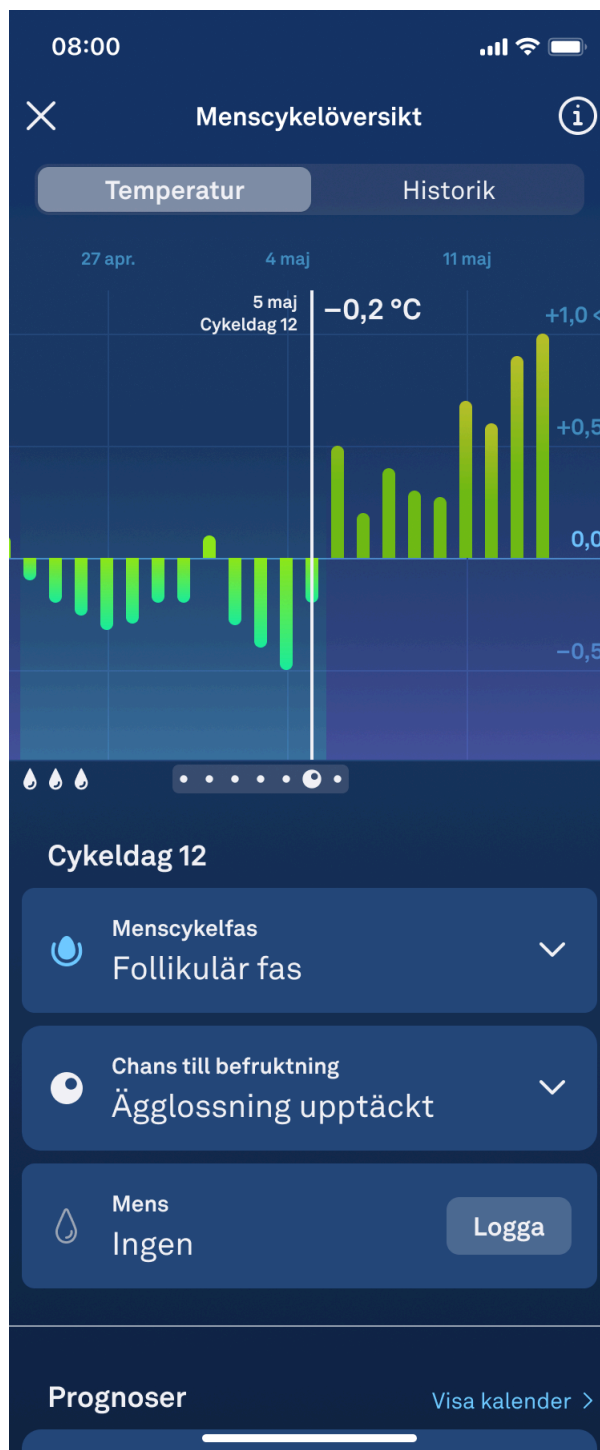 08:00
Menscykelöversikt
Temperatur
Historik
27 apr.
4 maj
11 maj
5 maj
Cykeldag 12
−0,2 °C
+1,0 <
+0,5
0,0
−0,5
Cykeldag 12
Menscykelfas
Follikulär fas
Chans till befruktning
Ägglossning upptäckt
Mens
Ingen
Logga
Prognoser
Visa kalender >